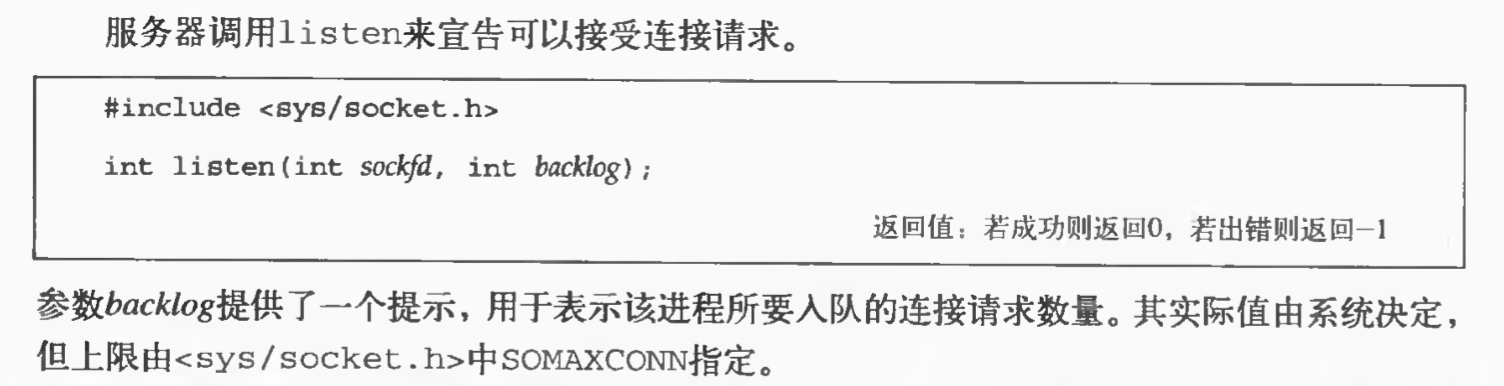 服务器调用listen来宣告可以接受连接请求。
#include <sys/socket.h>
int listen(int sockfd, int backlog);
返回值：若成功则返回0，若出错则返回−1
参数backlog提供了一个提示，用于表示该进程所要入队的连接请求数量。其实际值由系统决定，
但上限由<sys/socket.h>中SOMAXCONN指定。